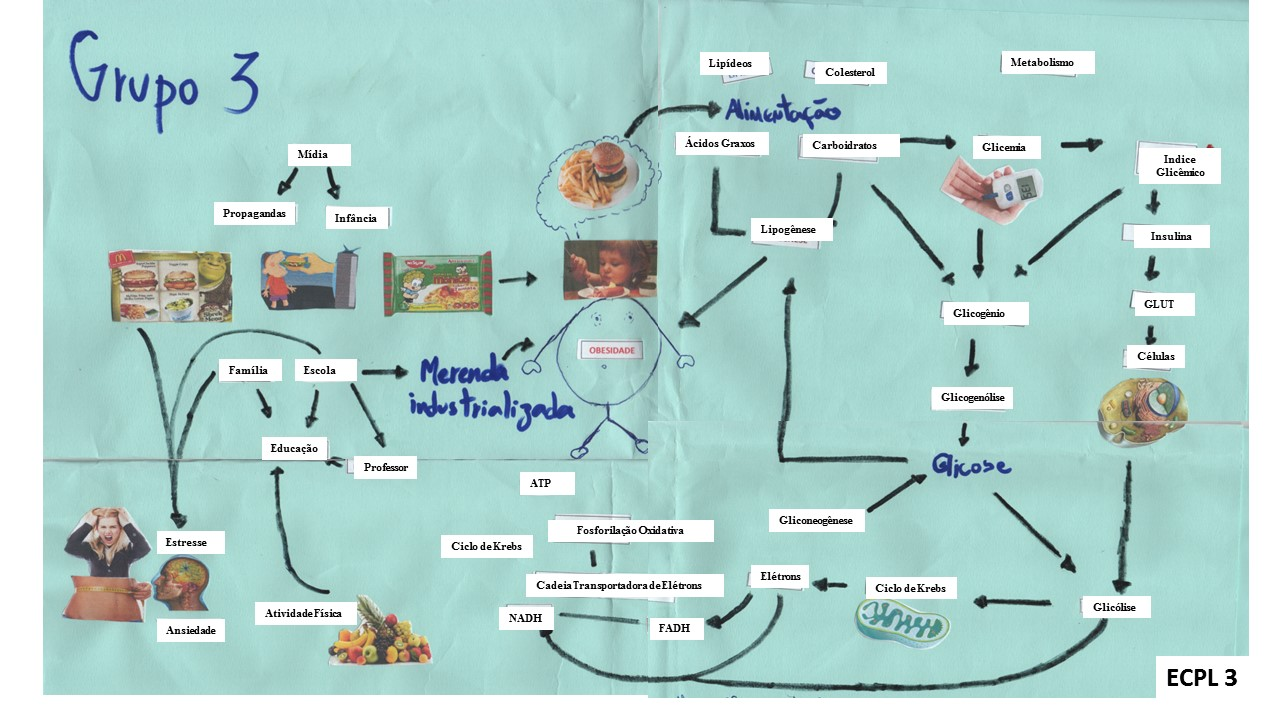 Grupo 3
Lipídeos
Colesterol
Metabolismo
Alimentação
Ácidos Graxos
Carboidratos
Glicemia
Indice
Glicêmico
Mídia
Propagandas
Infância
Lipogênese
Insulina
GLUT
Glicogênio
Células
OBESIDADE
Família
Escola
Merenda
industrializada
Glicogenólise
Educação
Professor
Glicose
ATP
Gliconeogênese
Fosforilação Oxidativa
Estresse
Ciclo de Krebs
Cadeia Transportadora de Elétrons
Elétrons
Ciclo de Krebs
Glicólise
Atividade Física
NADH
FADH
Ansiedade
ECPL 3